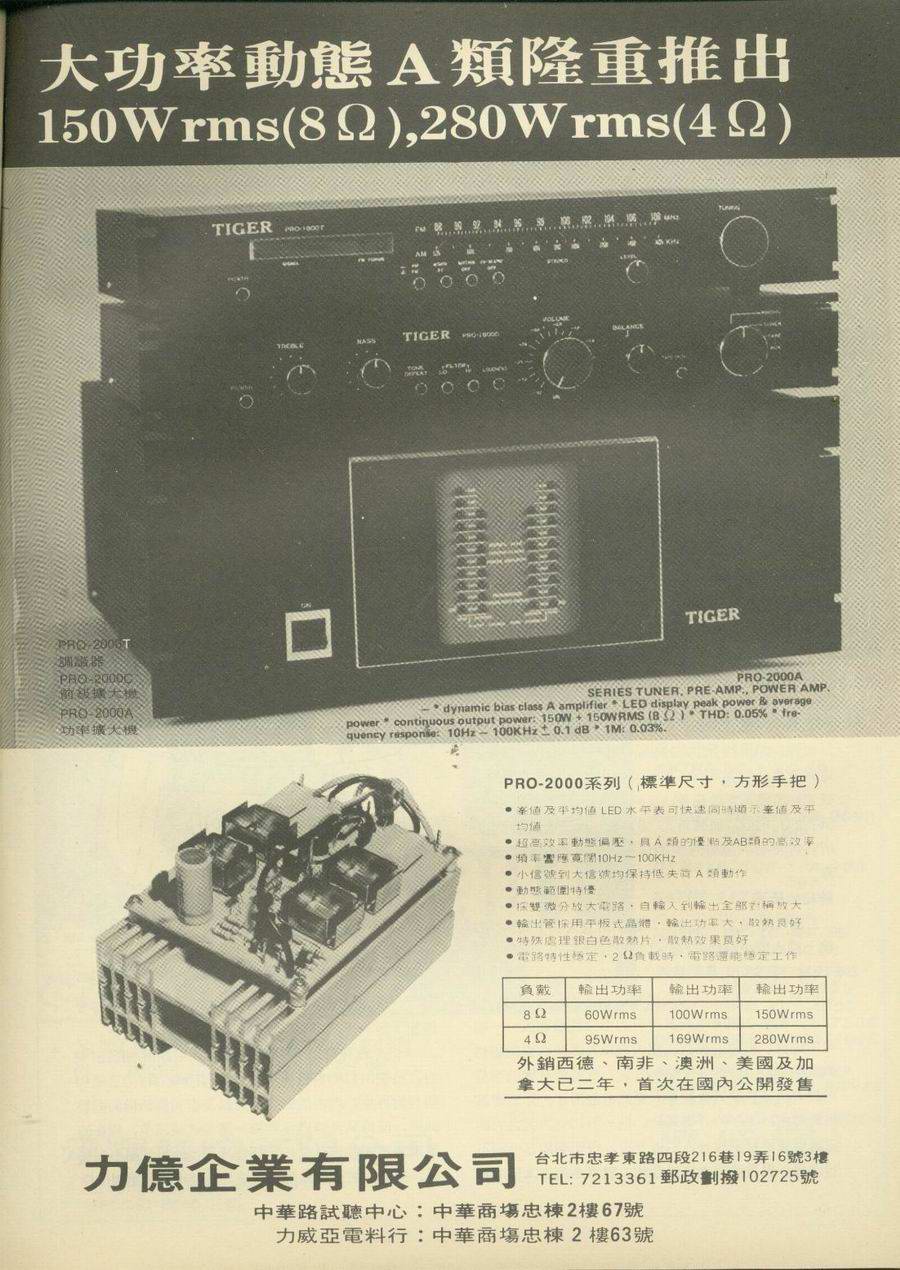 大功率動態A類隆重推出
150W rms(8Ω),280W rms(4Ω)
TIGER PRO-1800T
FM 88 90 92 94 96 98 100 102 104 106 108 MHz
TUNING
AM
STEREO
LEVEL
POWER
TIGER PRO-1800C
VOLUME
BALANCE
TREBLE
BASS
FILTER
LOUDNESS
POWER
ON
TIGER
PRO-2000T
調諧器
PRO-2000C
前級擴大機
PRO-2000A
功率擴大機
PRO-2000A
SERIES TUNER, PRE-AMP., POWER AMP.
— * dynamic bias class A amplifier * LED display peak power & average
power * continuous output power: 150W + 150WRMS (8 Ω) * THD: 0.05% * fre-
quency response: 10Hz — 100KHz ± 0.1 dB * 1M: 0.03%.
PRO-2000系列(標準尺寸,方形手把)
● 峯值及平均值 LED 水平表可快速同時顯示峯值及平
均值
● 超高效率動態偏壓,具A類的優點及AB類的高效率
● 頻率響應寬闊10Hz～100KHz
● 小信號到大信號均保持低失真A類動作
● 動態範圍特優
● 採雙微分放大電路,自輸入到輸出全部對稱放大
● 輸出管採用平板式晶體,輸出功率大,散熱良好
● 特殊處理銀白色散熱片,散熱效果良好
● 電路特性穩定,2Ω負載時,電路還能穩定工作
負載 輸出功率 輸出功率 輸出功率
8 Ω 60Wrms 100Wrms 150Wrms
4 Ω 95Wrms 169Wrms 280Wrms
外銷西德、南非、澳洲、美國及加
拿大已二年,首次在國內公開發售
力億企業有限公司
台北市忠孝東路四段216巷19弄16號3樓
TEL: 7213361 郵政劃撥102725號
中華路試聽中心:中華商場忠棟2樓67號
力威亞電料行:中華商場忠棟2樓63號